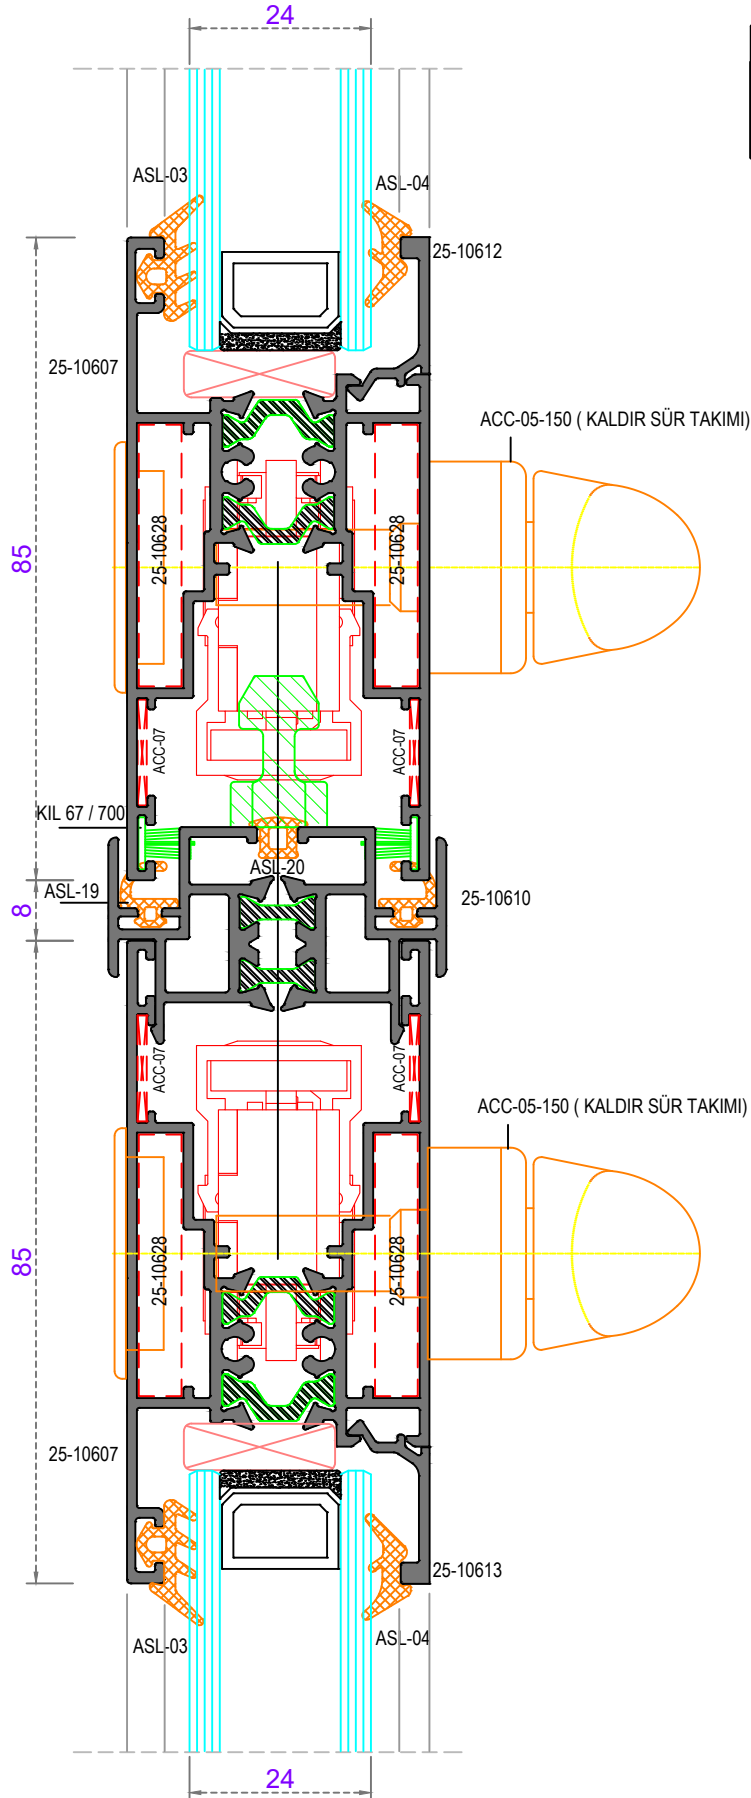 24
ASL-03
ASL-04
25-10612
25-10607
ACC-05-150 ( KALDIR SÜR TAKIMI)
85
25-10628
25-10628
ACC-07
ACC-07
KIL 67 / 700
ASL-20
ASL-19
8
25-10610
ACC-07
ACC-07
ACC-05-150 ( KALDIR SÜR TAKIMI)
85
25-10628
25-10628
25-10607
25-10613
ASL-03
ASL-04
24